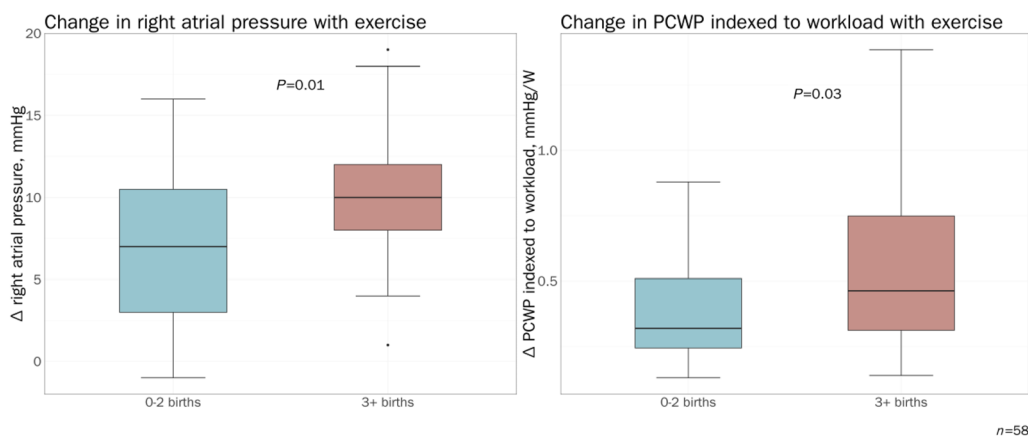 Change in right atrial pressure with exercise
Δ right atrial pressure, mmHg
20
15
10
5
0
P=0.01
0-2 births
3+ births
Change in PCWP indexed to workload with exercise
Δ PCWP indexed to workload, mmHg/W
1.0
0.5
P=0.03
0-2 births
3+ births
n=58